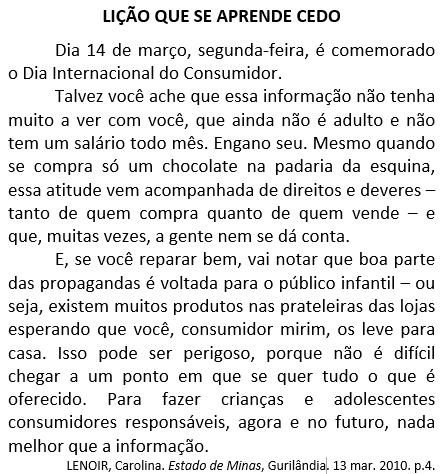 LIÇÃO QUE SE APRENDE CEDO
Dia 14 de março, segunda-feira, é comemorado
o Dia Internacional do Consumidor.
Talvez você ache que essa informação não tenha
muito a ver com você, que ainda não é adulto e não
tem um salário todo mês. Engano seu. Mesmo quando
se compra só um chocolate na padaria da esquina,
essa atitude vem acompanhada de direitos e deveres –
tanto de quem compra quanto de quem vende – e
que, muitas vezes, a gente nem se dá conta.
E, se você reparar bem, vai notar que boa parte
das propagandas é voltada para o público infantil – ou
seja, existem muitos produtos nas prateleiras das lojas
esperando que você, consumidor mirim, os leve para
casa. Isso pode ser perigoso, porque não é difícil
chegar a um ponto em que se quer tudo o que é
oferecido. Para fazer crianças e adolescentes
consumidores responsáveis, agora e no futuro, nada
melhor que a informação.
LENOIR, Carolina. Estado de Minas, Gurilândia. 13 mar. 2010. p.4.